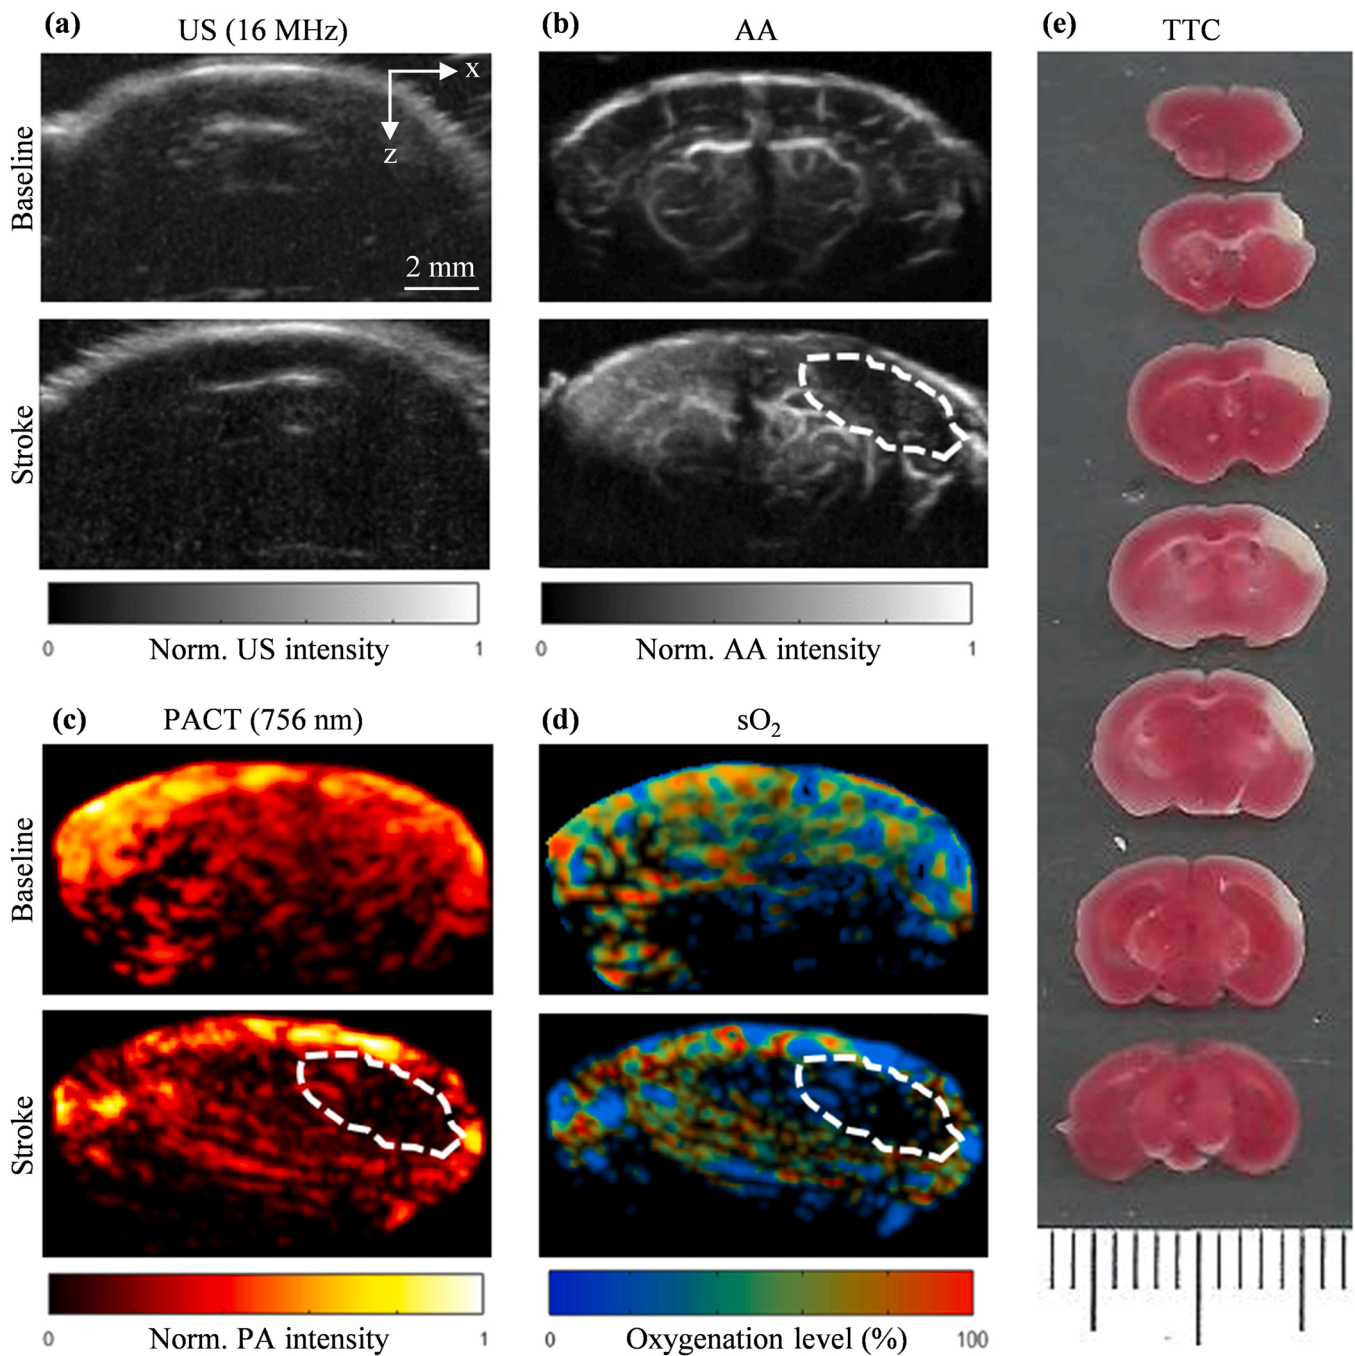 (a) US (16 MHz)
(b) AA
(e) TTC
Baseline
x
z
2 mm
Stroke
0 1
Norm. US intensity
0 1
Norm. AA intensity
(c) PACT (756 nm)
(d) sO₂
Baseline
Stroke
0 1
Norm. PA intensity
0 100
Oxygenation level (%)